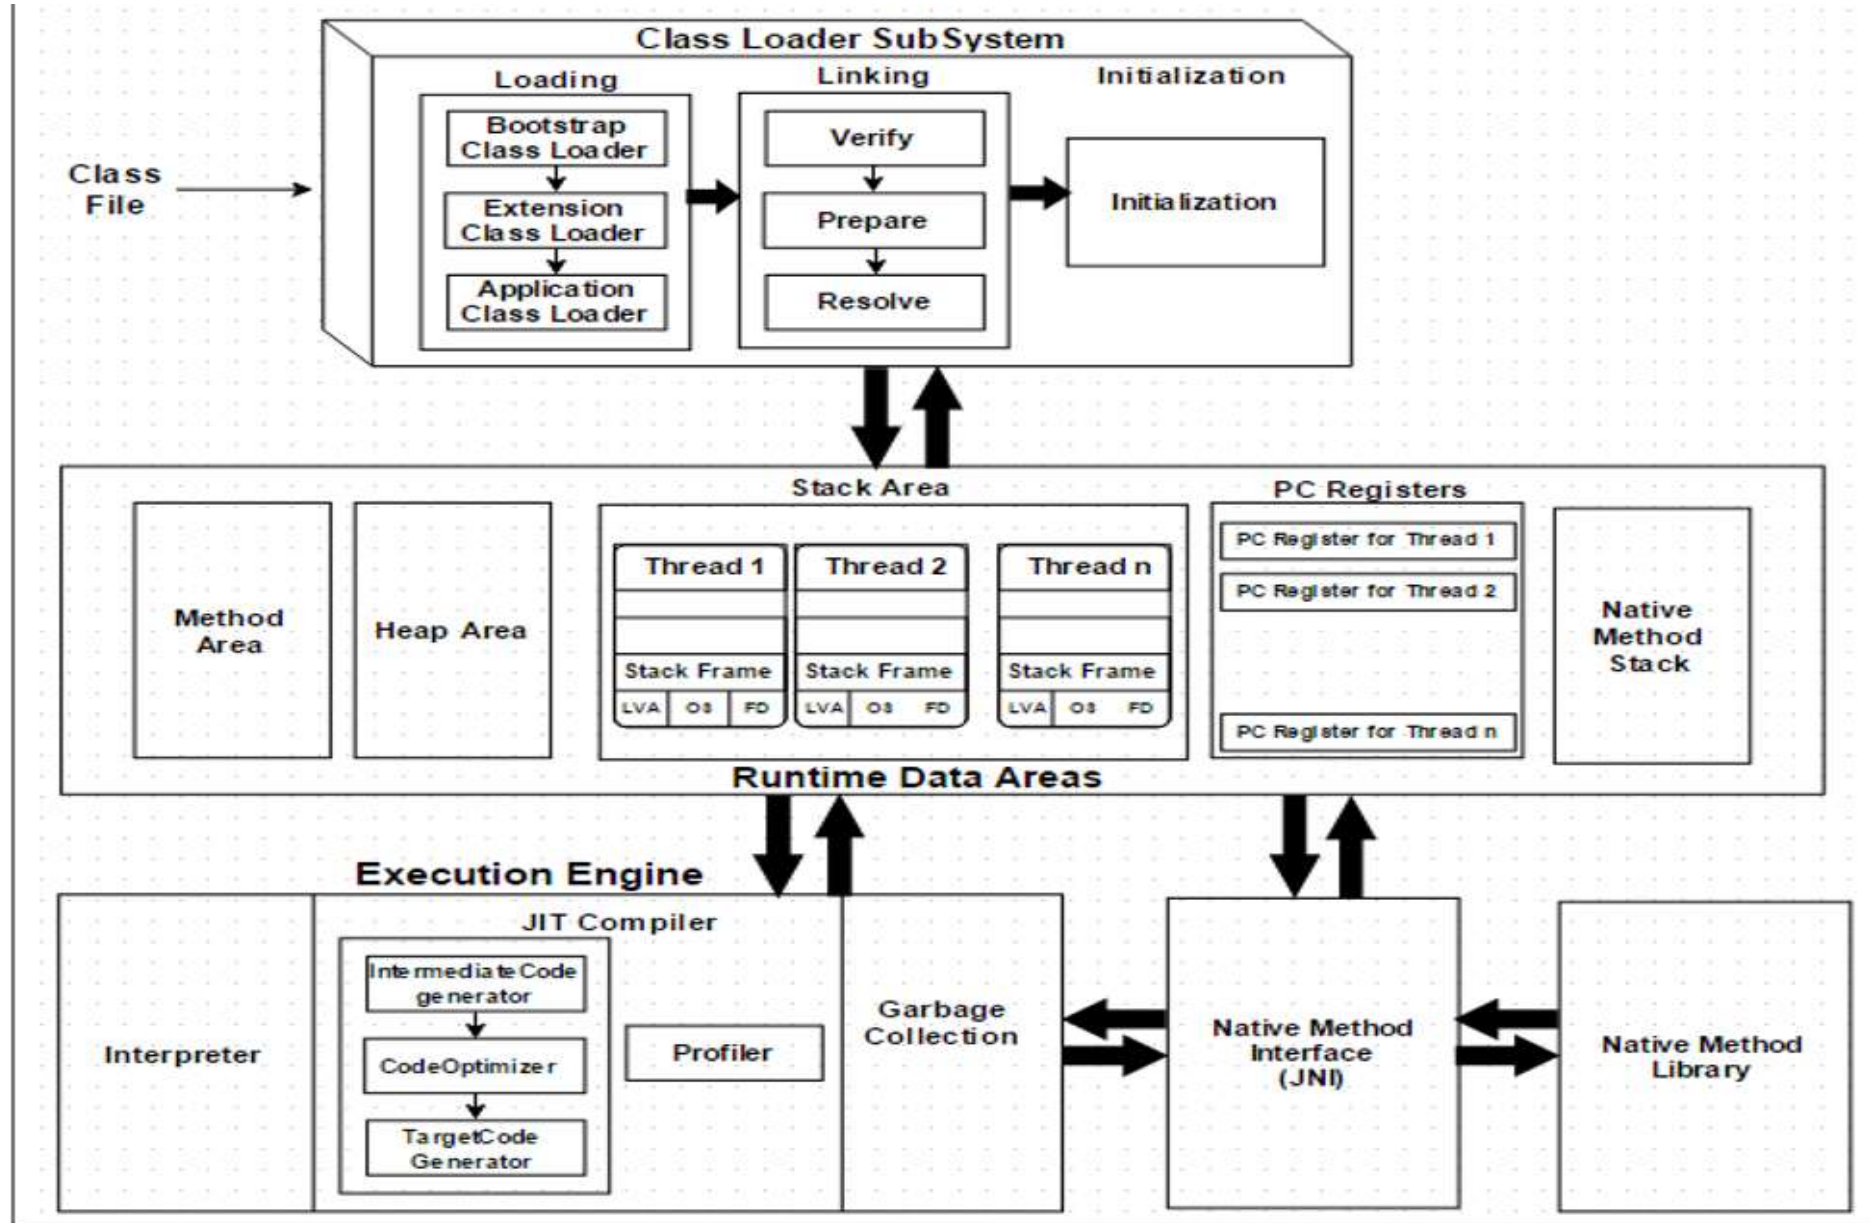 Class Loader SubSystem
Loading
Linking
Initialization
Class
File
Bootstrap
Class Loader
Extension
Class Loader
Application
Class Loader
Verify
Prepare
Resolve
Initialization
Stack Area
PC Registers
Method
Area
Heap Area
Thread 1
Stack Frame
LVA OS FD
Thread 2
Stack Frame
LVA OS FD
Thread n
Stack Frame
LVA OS FD
PC Register for Thread 1
PC Register for Thread 2
PC Register for Thread n
Native
Method
Stack
Runtime Data Areas
Execution Engine
Interpreter
JIT Compiler
IntermediateCode
generator
CodeOptimizer
TargetCode
Generator
Profiler
Garbage
Collection
Native Method
Interface
(JNI)
Native Method
Library